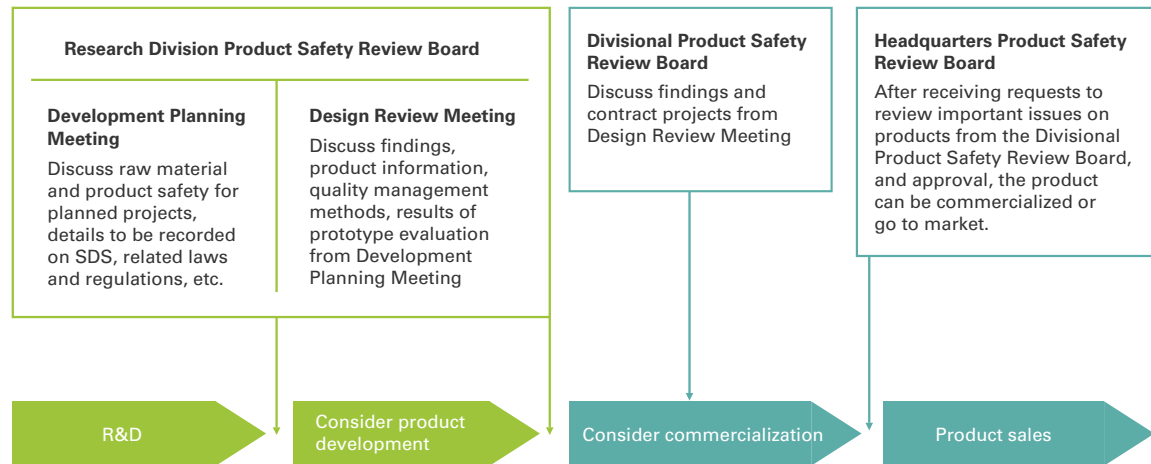 Research Division Product Safety Review Board
Development Planning
Meeting
Discuss raw material
and product safety for
planned projects,
details to be recorded
on SDS, related laws
and regulations, etc.
Design Review Meeting
Discuss findings,
product information,
quality management
methods, results of
prototype evaluation
from Development
Planning Meeting
Divisional Product Safety
Review Board
Discuss findings and
contract projects from
Design Review Meeting
Headquarters Product Safety
Review Board
After receiving requests to
review important issues on
products from the Divisional
Product Safety Review Board,
and approval, the product
can be commercialized or
go to market.
R&D
Consider product
development
Consider commercialization
Product sales